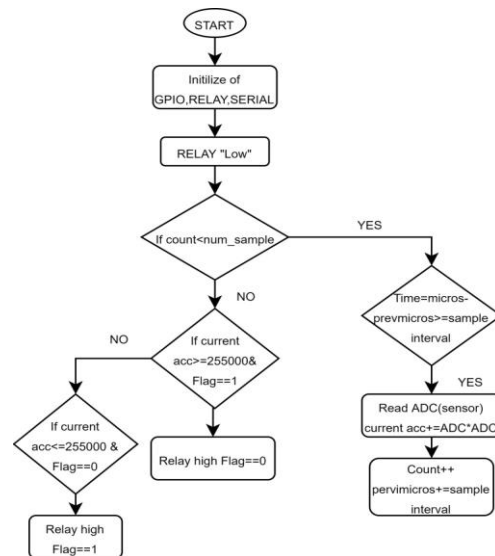 START
Initilize of
GPIO,RELAY,SERIAL
RELAY "Low"
If count<num_sample
YES
NO
Time=micros-
prevmicros>=sample
interval
NO
If current
acc>=255000&
Flag==1
YES
Read ADC(sensor)
current acc+=ADC*ADC
If current
acc<=255000 &
Flag==0
Relay high Flag==0
Count++
pervimicros+=sample
interval
Relay high
Flag==1